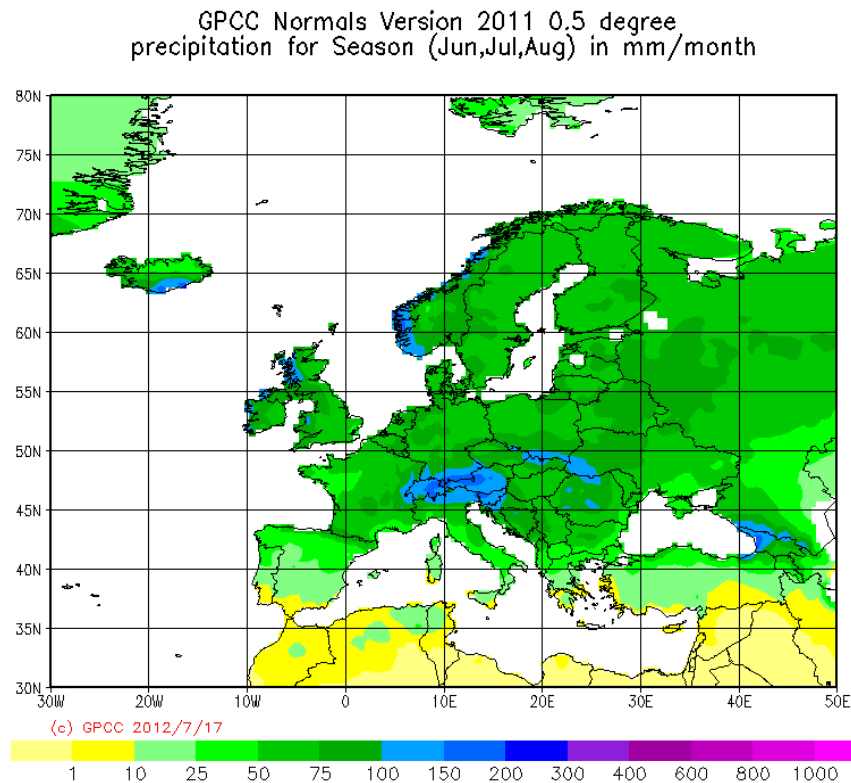 GPCC Normals Version 2011 0.5 degree
precipitation for Season (Jun,Jul,Aug) in mm/month
80N
75N
70N
65N
60N
55N
50N
45N
40N
35N
30N
30W 20W 10W 0 10E 20E 30E 40E 50E
(c) GPCC 2012/7/17
1 10 25 50 75 100 150 200 300 400 600 800 1000